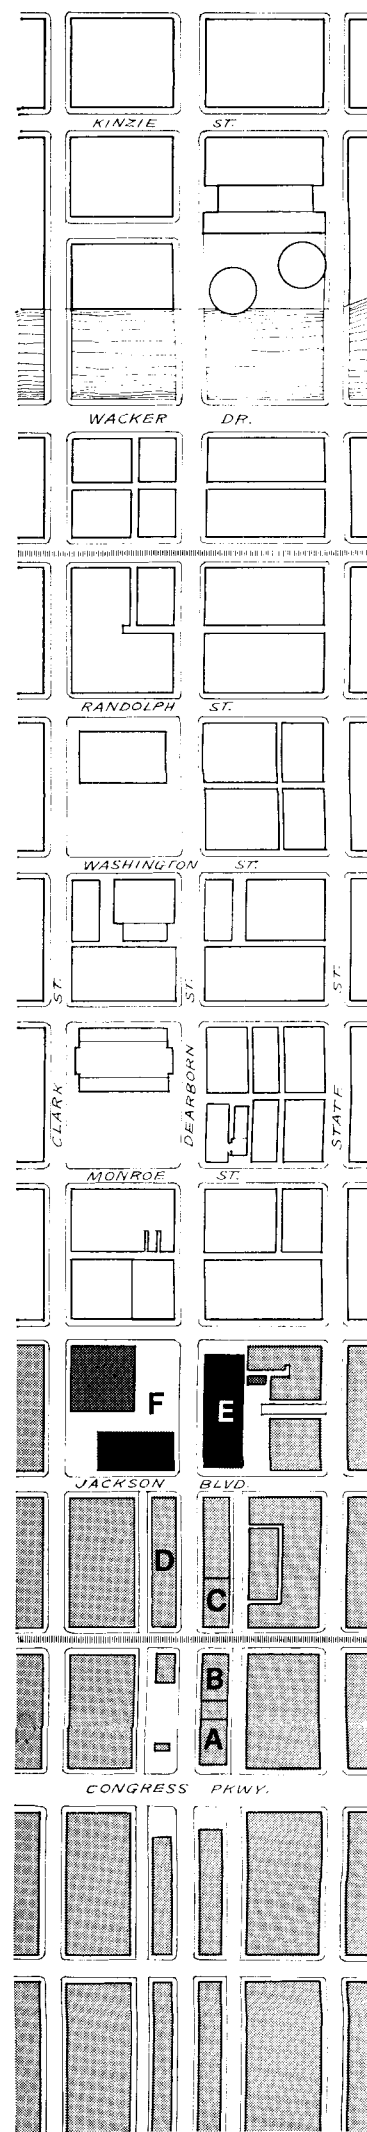 KINZIE ST.
WACKER DR.
RANDOLPH ST.
WASHINGTON ST.
CLARK ST.
DEARBORN ST.
STATE ST.
MONROE ST.
F E
JACKSON BLVD.
D
C
B
A
CONGRESS PKWY.